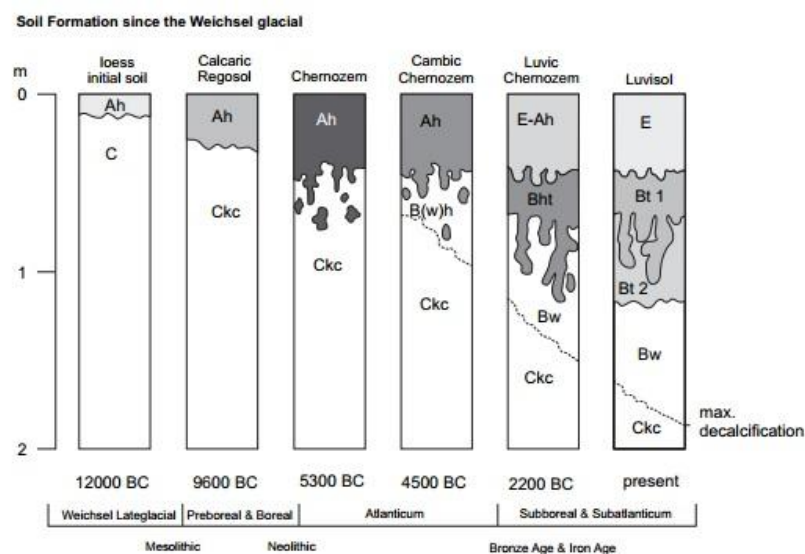 Soil Formation since the Weichsel glacial
m
loess
initial soil
Calcaric
Regosol
Chernozem
Cambic
Chernozem
Luvic
Chernozem
Luvisol
0
1
2
Ah
C
Ah
Ckc
Ah
Ckc
Ah
B(w)h
Ckc
E-Ah
Bht
Bw
Ckc
E
Bt 1
Bt 2
Bw
Ckc
max.
decalcification
12000 BC
9600 BC
5300 BC
4500 BC
2200 BC
present
Weichsel Lateglacial
Preboreal & Boreal
Atlanticum
Subboreal & Subatlanticum
Mesolithic
Neolithic
Bronze Age & Iron Age